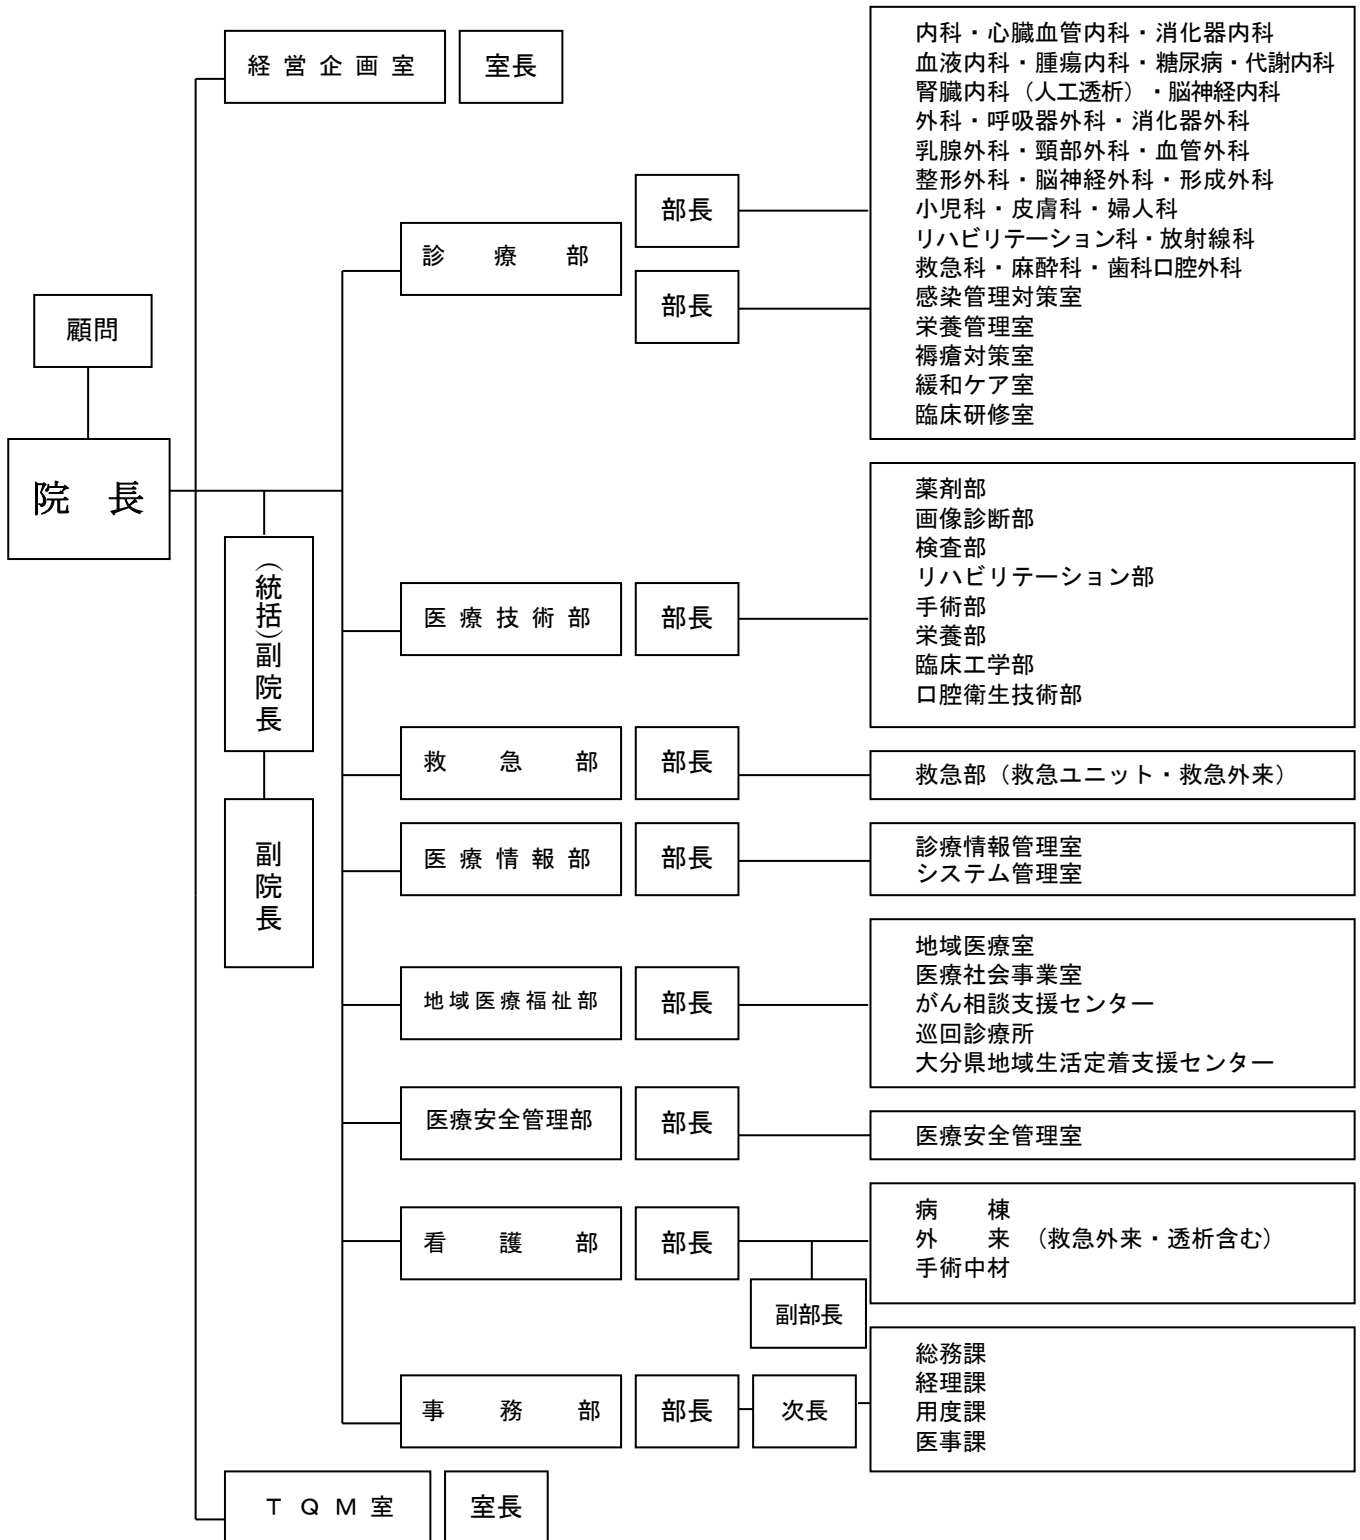 経営企画室
室長
内科・心臓血管内科・消化器内科
血液内科・腫瘍内科・糖尿病・代謝内科
腎臓内科（人工透析）・脳神経内科
外科・呼吸器外科・消化器外科
乳腺外科・頸部外科・血管外科
整形外科・脳神経外科・形成外科
小児科・皮膚科・婦人科
リハビリテーション科・放射線科
救急科・麻酔科・歯科口腔外科
感染管理対策室
栄養管理室
褥瘡対策室
緩和ケア室
臨床研修室
診療部
部長
部長
顧問
院長
(統括)副院長
副院長
医療技術部
部長
薬剤部
画像診断部
検査部
リハビリテーション部
手術部
栄養部
臨床工学部
口腔衛生技術部
救急部
部長
救急部（救急ユニット・救急外来）
医療情報部
部長
診療情報管理室
システム管理室
地域医療福祉部
部長
地域医療室
医療社会事業室
がん相談支援センター
巡回診療所
大分県地域生活定着支援センター
医療安全管理部
部長
医療安全管理室
看護部
部長
副部長
病棟
外来（救急外来・透析含む）
手術中材
事務部
部長
次長
総務課
経理課
用度課
医事課
ＴＱＭ室
室長